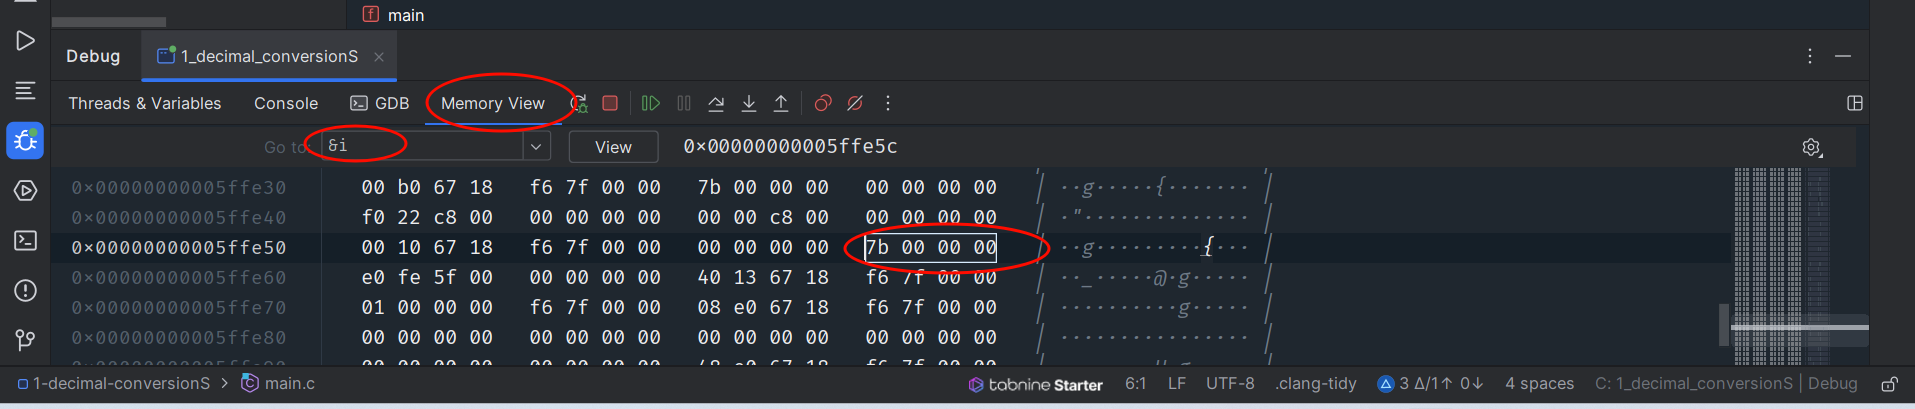 main
Debug 1_decimal_conversionS ×
Threads & Variables Console GDB Memory View
Go to: &i View 0×00000000005ffe5c
0×00000000005ffe30 00 b0 67 18 f6 7f 00 00 7b 00 00 00 00 00 00 00 / ··g·····{······· /
0×00000000005ffe40 f0 22 c8 00 00 00 00 00 00 00 c8 00 00 00 00 00 / ·"·············· /
0×00000000005ffe50 00 10 67 18 f6 7f 00 00 00 00 00 00 7b 00 00 00 / ··g·········{··· /
0×00000000005ffe60 e0 fe 5f 00 00 00 00 00 40 13 67 18 f6 7f 00 00 / ··_·····@·g····· /
0×00000000005ffe70 01 00 00 00 f6 7f 00 00 08 e0 67 18 f6 7f 00 00 / ··········g····· /
0×00000000005ffe80 00 00 00 00 00 00 00 00 00 00 00 00 00 00 00 00 / ················ /
1-decimal-conversionS > main.c tabnine Starter 6:1 LF UTF-8 .clang-tidy 3 Δ/1↑ 0↓ 4 spaces C: 1_decimal_conversionS | Debug